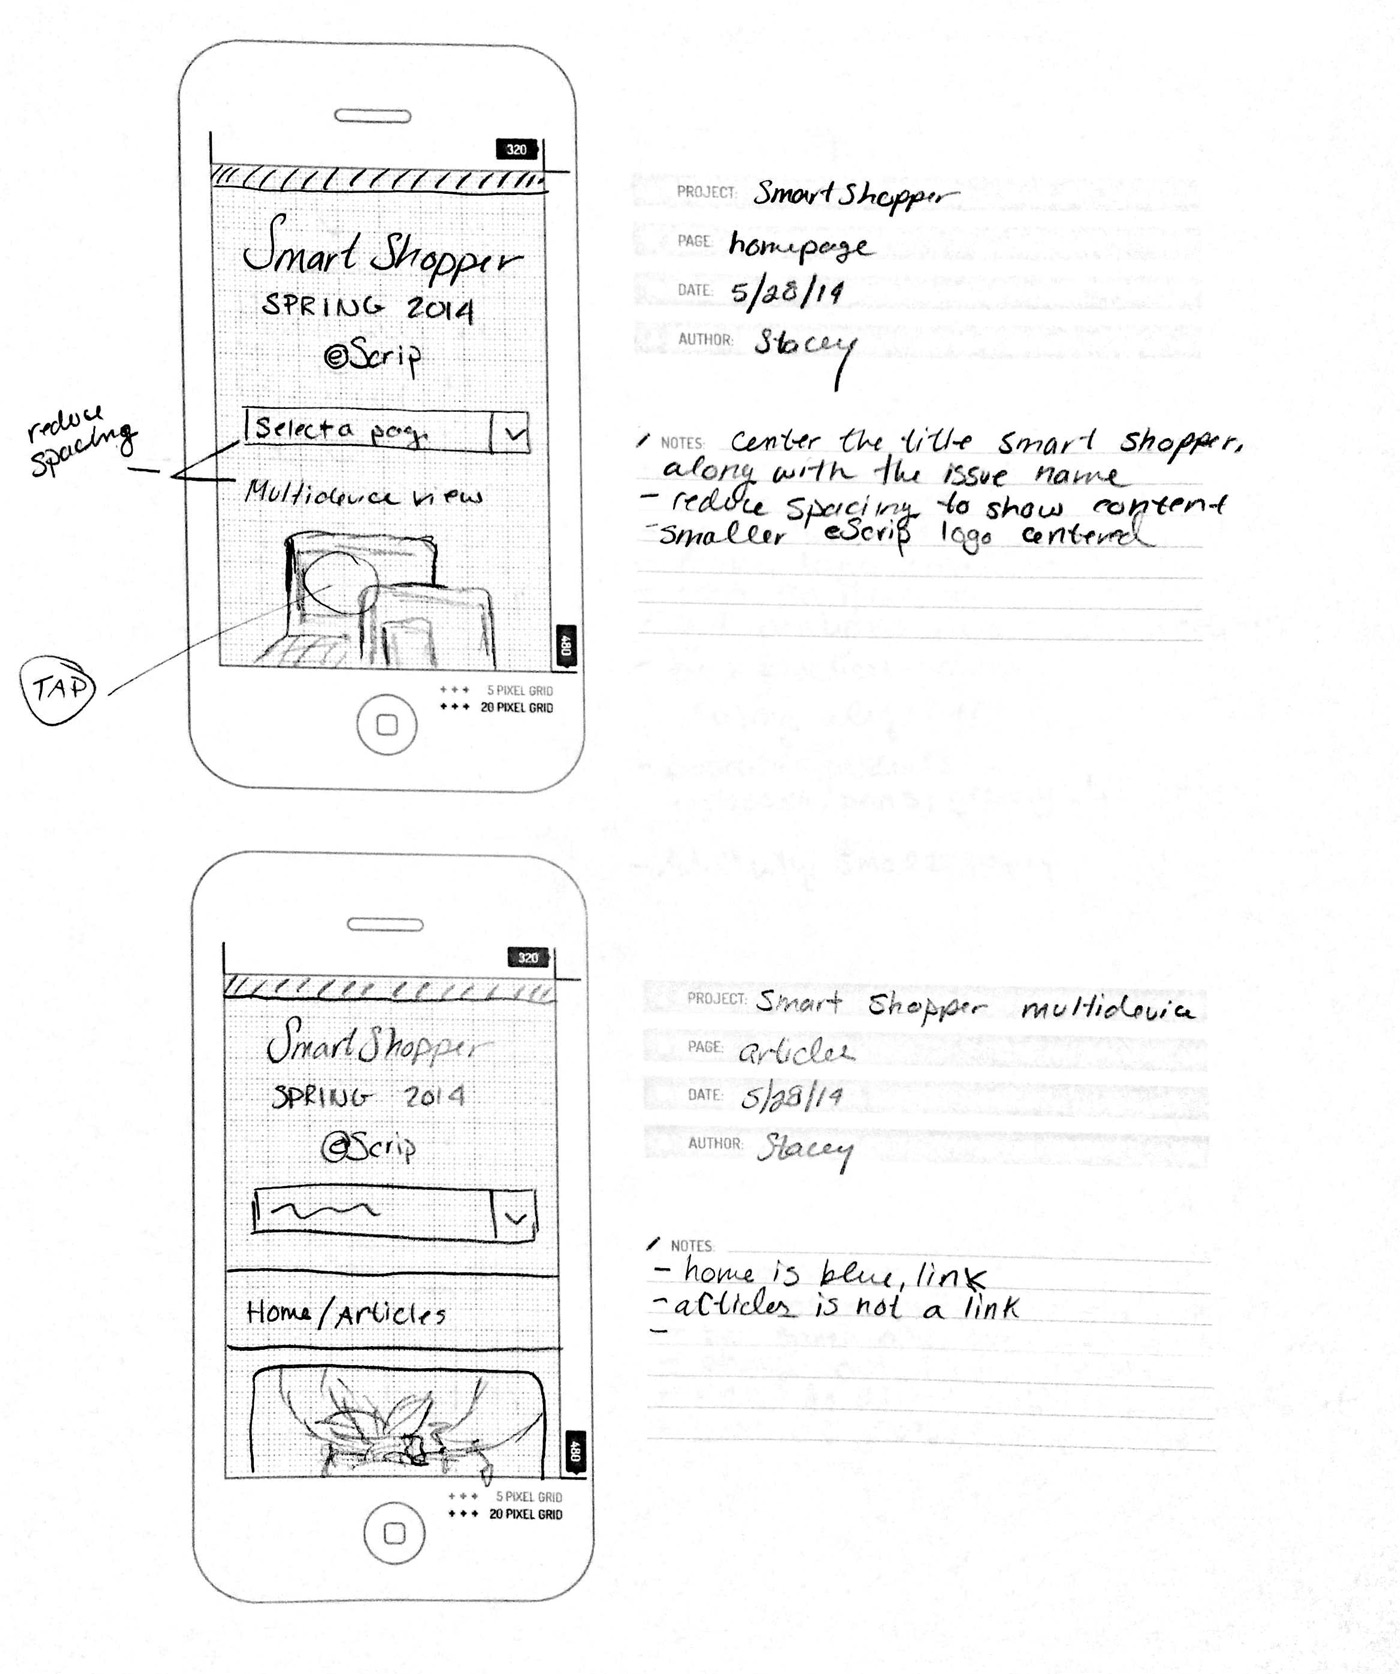 320
Smart Shopper
SPRING 2014
eScrip
Select a page
reduce
spacing
Multidevice view
TAP
480
+++ 5 PIXEL GRID
+++ 20 PIXEL GRID
PROJECT: Smart Shopper
PAGE: homepage
DATE: 5/28/14
AUTHOR: Stacey
NOTES: center the title smart shopper,
along with the issue name
- reduce spacing to show content
- smaller eScrip logo centered
320
Smart Shopper
SPRING 2014
eScrip
Home/Articles
480
+++ 5 PIXEL GRID
+++ 20 PIXEL GRID
PROJECT: Smart Shopper multidevice
PAGE: articles
DATE: 5/28/14
AUTHOR: Stacey
NOTES:
- home is blue, link
- articles is not a link
-